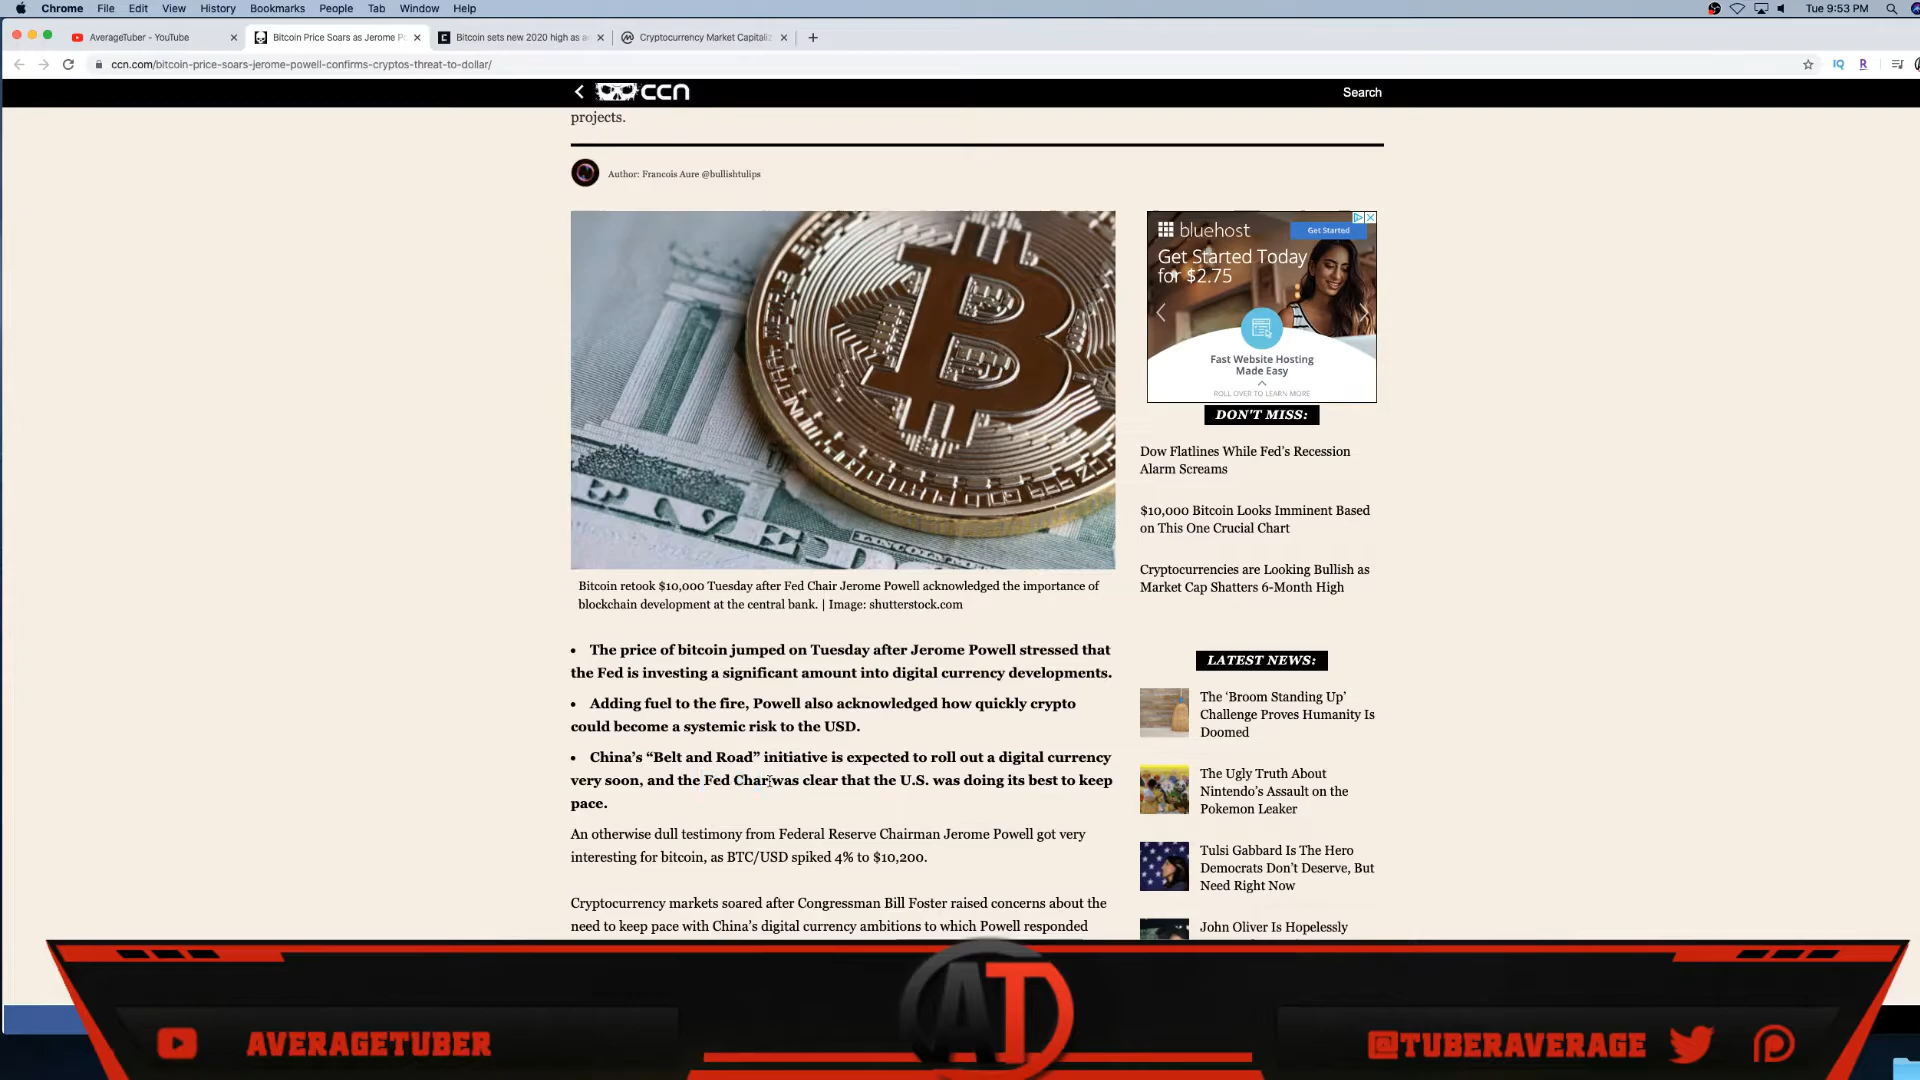 Chrome File Edit View History Bookmarks People Tab Window Help
Tue 9:53 PM
AverageTuber - YouTube
Bitcoin Price Soars as Jerome P
Bitcoin sets new 2020 high as a
Cryptocurrency Market Capitaliz
ccn.com/bitcoin-price-soars-jerome-powell-confirms-cryptos-threat-to-dollar/
IQ R
ccn
Search
projects.
Author: Francois Aure @bullishtulips
FIVE DO
bluehost
Get Started
Get Started Today
for $2.75
Fast Website Hosting
Made Easy
ROLL OVER TO LEARN MORE
DON'T MISS:
Dow Flatlines While Fed's Recession
Alarm Screams
$10,000 Bitcoin Looks Imminent Based
on This One Crucial Chart
Cryptocurrencies are Looking Bullish as
Market Cap Shatters 6-Month High
Bitcoin retook $10,000 Tuesday after Fed Chair Jerome Powell acknowledged the importance of
blockchain development at the central bank. | Image: shutterstock.com
• The price of bitcoin jumped on Tuesday after Jerome Powell stressed that
the Fed is investing a significant amount into digital currency developments.
• Adding fuel to the fire, Powell also acknowledged how quickly crypto
could become a systemic risk to the USD.
• China's “Belt and Road” initiative is expected to roll out a digital currency
very soon, and the Fed Char was clear that the U.S. was doing its best to keep
pace.
An otherwise dull testimony from Federal Reserve Chairman Jerome Powell got very
interesting for bitcoin, as BTC/USD spiked 4% to $10,200.
Cryptocurrency markets soared after Congressman Bill Foster raised concerns about the
need to keep pace with China's digital currency ambitions to which Powell responded
LATEST NEWS:
The ‘Broom Standing Up’
Challenge Proves Humanity Is
Doomed
The Ugly Truth About
Nintendo's Assault on the
Pokemon Leaker
Tulsi Gabbard Is The Hero
Democrats Don't Deserve, But
Need Right Now
John Oliver Is Hopelessly
AVERAGETUBER
AT
@TUBERAVERAGE